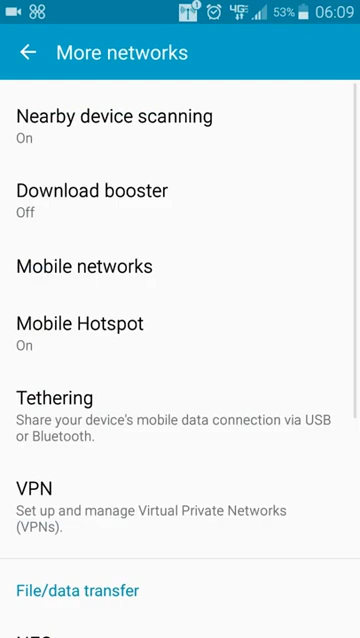 1
4G
53%
06:09
More networks
Nearby device scanning
On
Download booster
Off
Mobile networks
Mobile Hotspot
On
Tethering
Share your device's mobile data connection via USB
or Bluetooth.
VPN
Set up and manage Virtual Private Networks
(VPNs).
File/data transfer